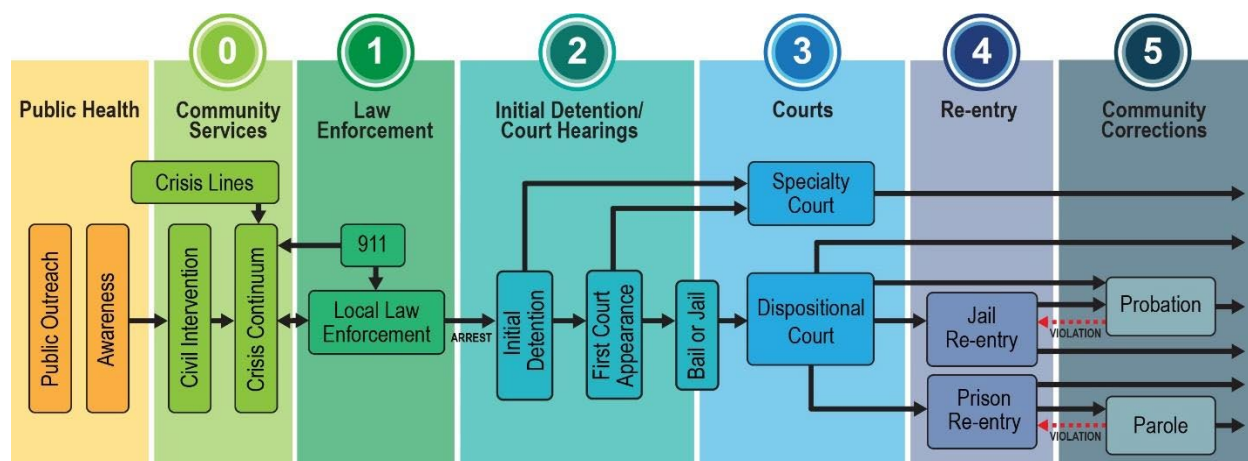 0
1
2
3
4
5
Public Health
Community
Services
Law
Enforcement
Initial Detention/
Court Hearings
Courts
Re-entry
Community
Corrections
Crisis Lines
Public Outreach
Awareness
Civil Intervention
Crisis Continuum
911
Local Law
Enforcement
ARREST
Initial
Detention
First Court
Appearance
Bail or Jail
Specialty
Court
Dispositional
Court
Jail
Re-entry
Prison
Re-entry
VIOLATION
Probation
VIOLATION
Parole